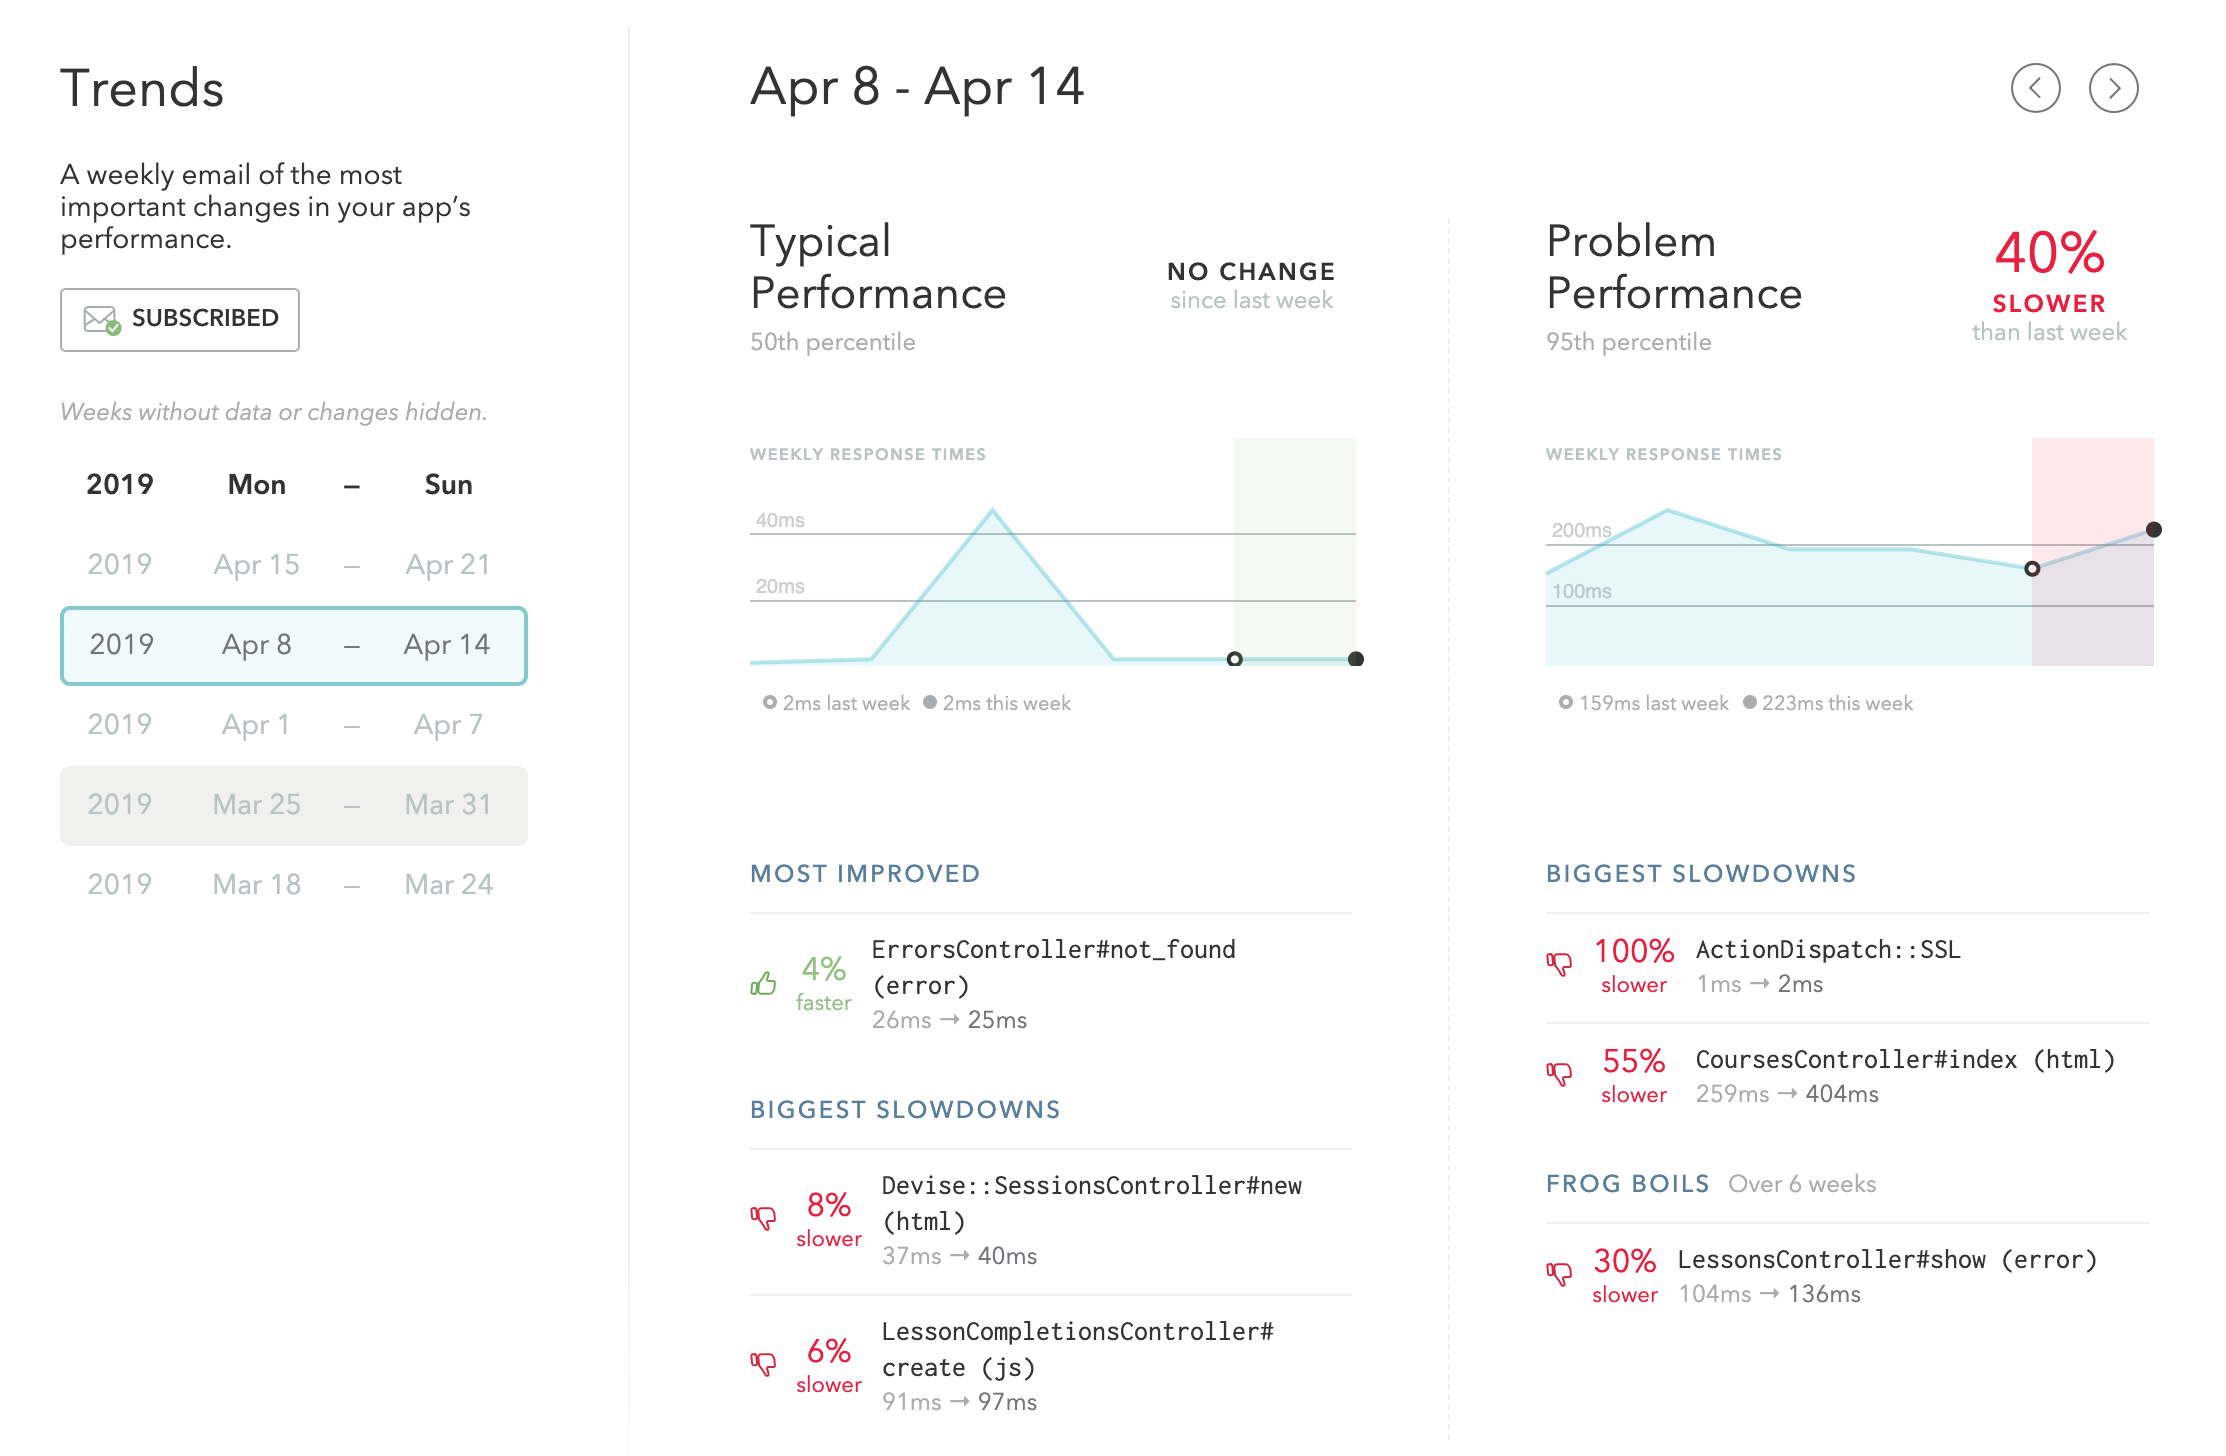 Trends
A weekly email of the most
important changes in your app's
performance.
SUBSCRIBED
Weeks without data or changes hidden.
2019 Mon – Sun
2019 Apr 15 – Apr 21
2019 Apr 8 – Apr 14
2019 Apr 1 – Apr 7
2019 Mar 25 – Mar 31
2019 Mar 18 – Mar 24
Apr 8 - Apr 14
Typical
Performance
50th percentile
NO CHANGE
since last week
WEEKLY RESPONSE TIMES
40ms
20ms
2ms last week 2ms this week
MOST IMPROVED
4%
faster
ErrorsController#not_found
(error)
26ms → 25ms
BIGGEST SLOWDOWNS
8%
slower
Devise::SessionsController#new
(html)
37ms → 40ms
6%
slower
LessonCompletionsController#
create (js)
91ms → 97ms
Problem
Performance
95th percentile
40%
SLOWER
than last week
WEEKLY RESPONSE TIMES
200ms
100ms
159ms last week 223ms this week
BIGGEST SLOWDOWNS
100%
slower
ActionDispatch::SSL
1ms → 2ms
55%
slower
CoursesController#index (html)
259ms → 404ms
FROG BOILS Over 6 weeks
30%
slower
LessonsController#show (error)
104ms → 136ms